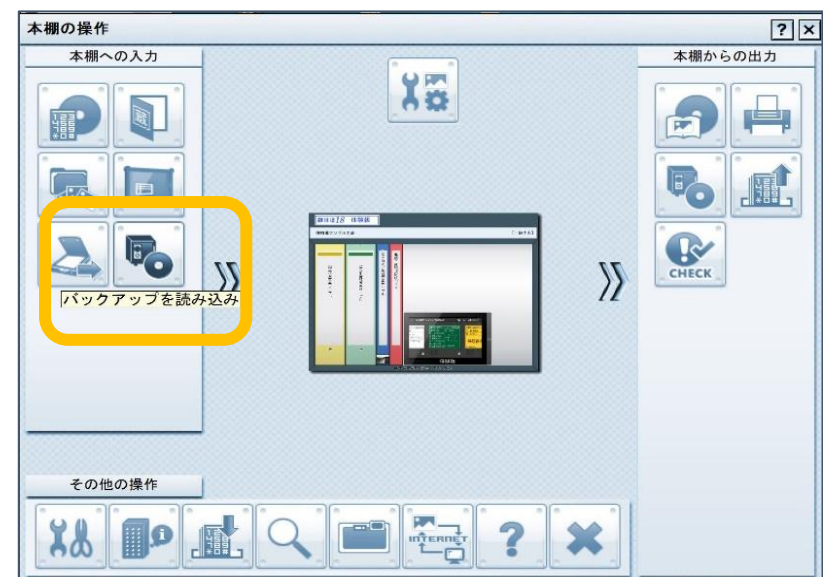 本棚の操作
本棚への入力
本棚からの出力
バックアップを読み込み
CHECK
その他の操作
INTERNET